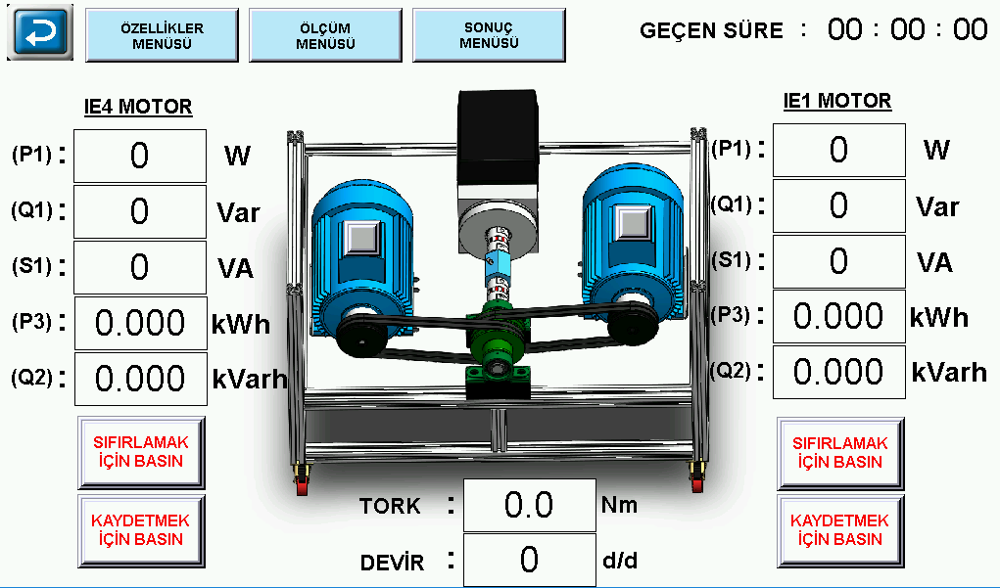 ÖZELLİKLER
MENÜSÜ
ÖLÇÜM
MENÜSÜ
SONUÇ
MENÜSÜ
GEÇEN SÜRE : 00 : 00 : 00
IE4 MOTOR
(P1) : 0 W
(Q1) : 0 Var
(S1) : 0 VA
(P3) : 0.000 kWh
(Q2) : 0.000 kVarh
SIFIRLAMAK
İÇİN BASIN
KAYDETMEK
İÇİN BASIN
IE1 MOTOR
(P1) : 0 W
(Q1) : 0 Var
(S1) : 0 VA
(P3) : 0.000 kWh
(Q2) : 0.000 kVarh
SIFIRLAMAK
İÇİN BASIN
KAYDETMEK
İÇİN BASIN
TORK : 0.0 Nm
DEVİR : 0 d/d